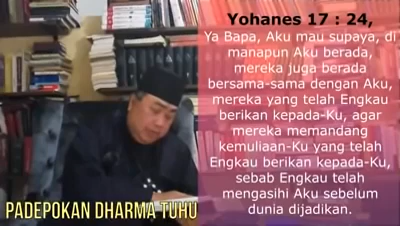 Yohanes 17 : 24,
Ya Bapa, Aku mau supaya, di
manapun Aku berada,
mereka juga berada
bersama-sama dengan Aku,
mereka yang telah Engkau
berikan kepada-Ku, agar
mereka memandang
kemuliaan-Ku yang telah
Engkau berikan kepada-Ku,
sebab Engkau telah
mengasihi Aku sebelum
dunia dijadikan.
PADEPOKAN DHARMA TUHU